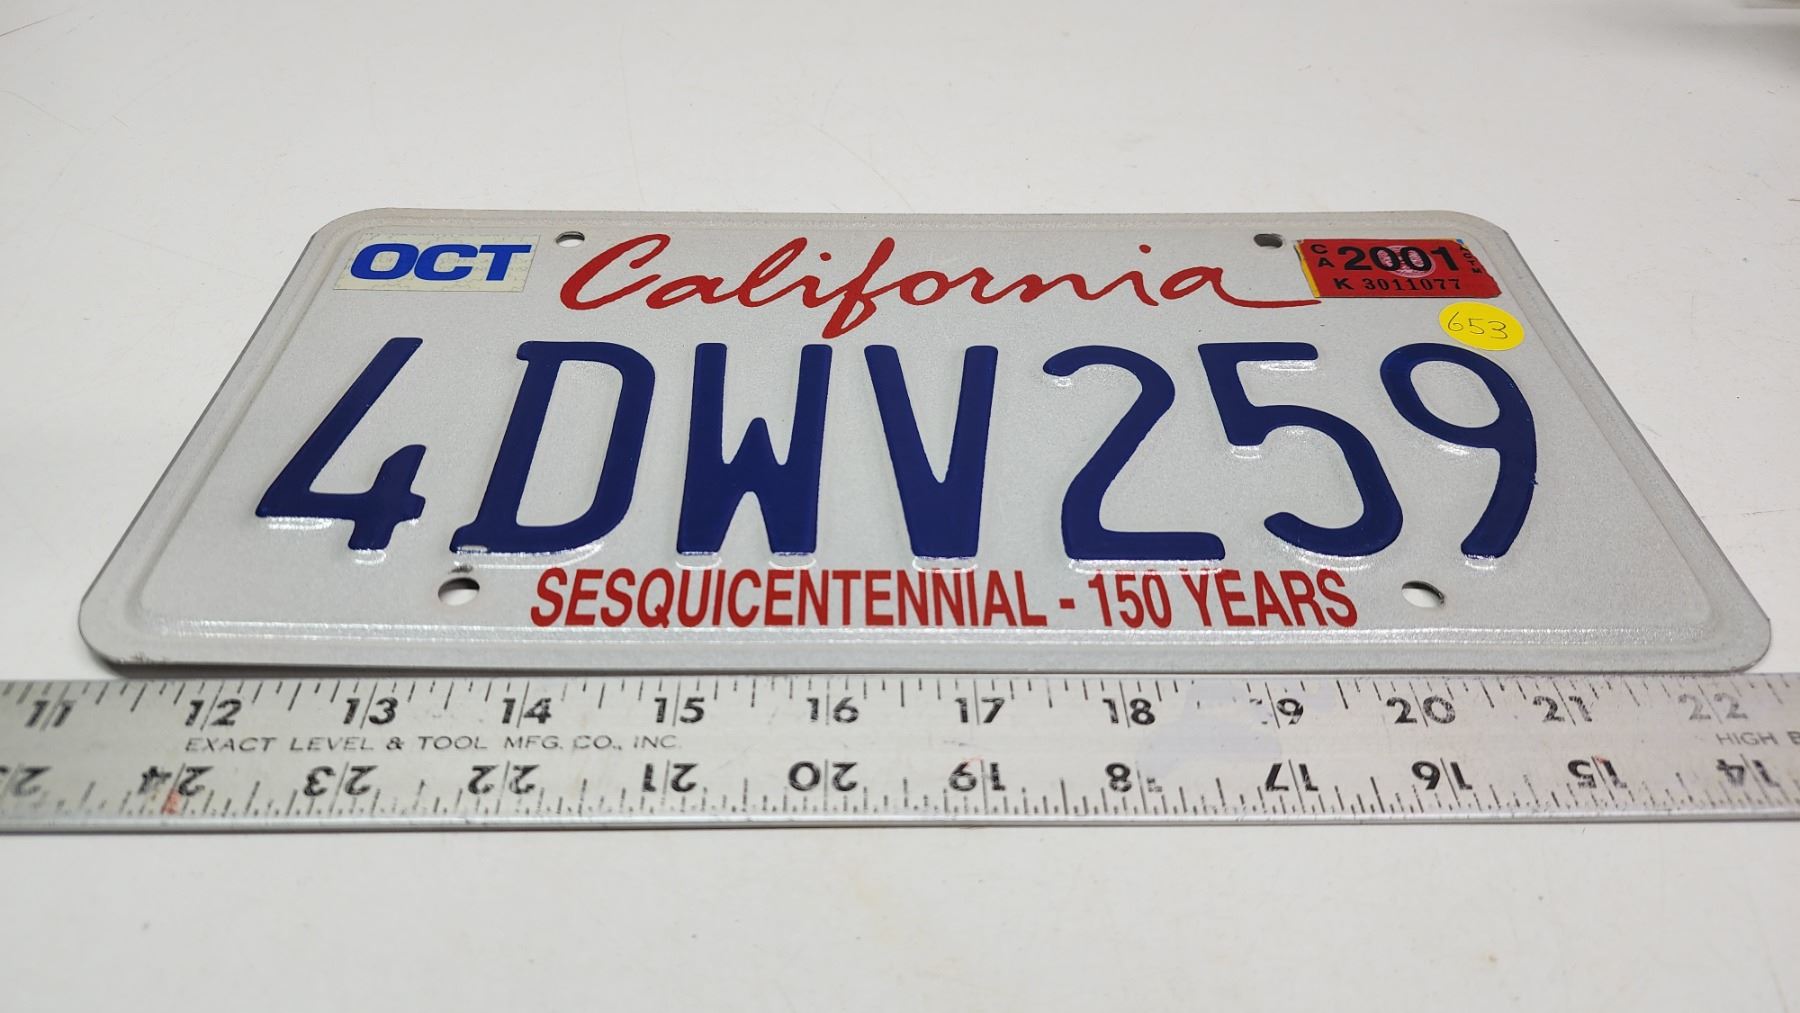 OCT California CA 2001
K 3011077
653
4DWV259
SESQUICENTENNIAL - 150 YEARS
11 12 13 14 15 16 17 18 19 20 21 22
EXACT LEVEL & TOOL MFG. CO., INC. HIGH
25 24 23 22 21 20 19 18 17 16 15 14